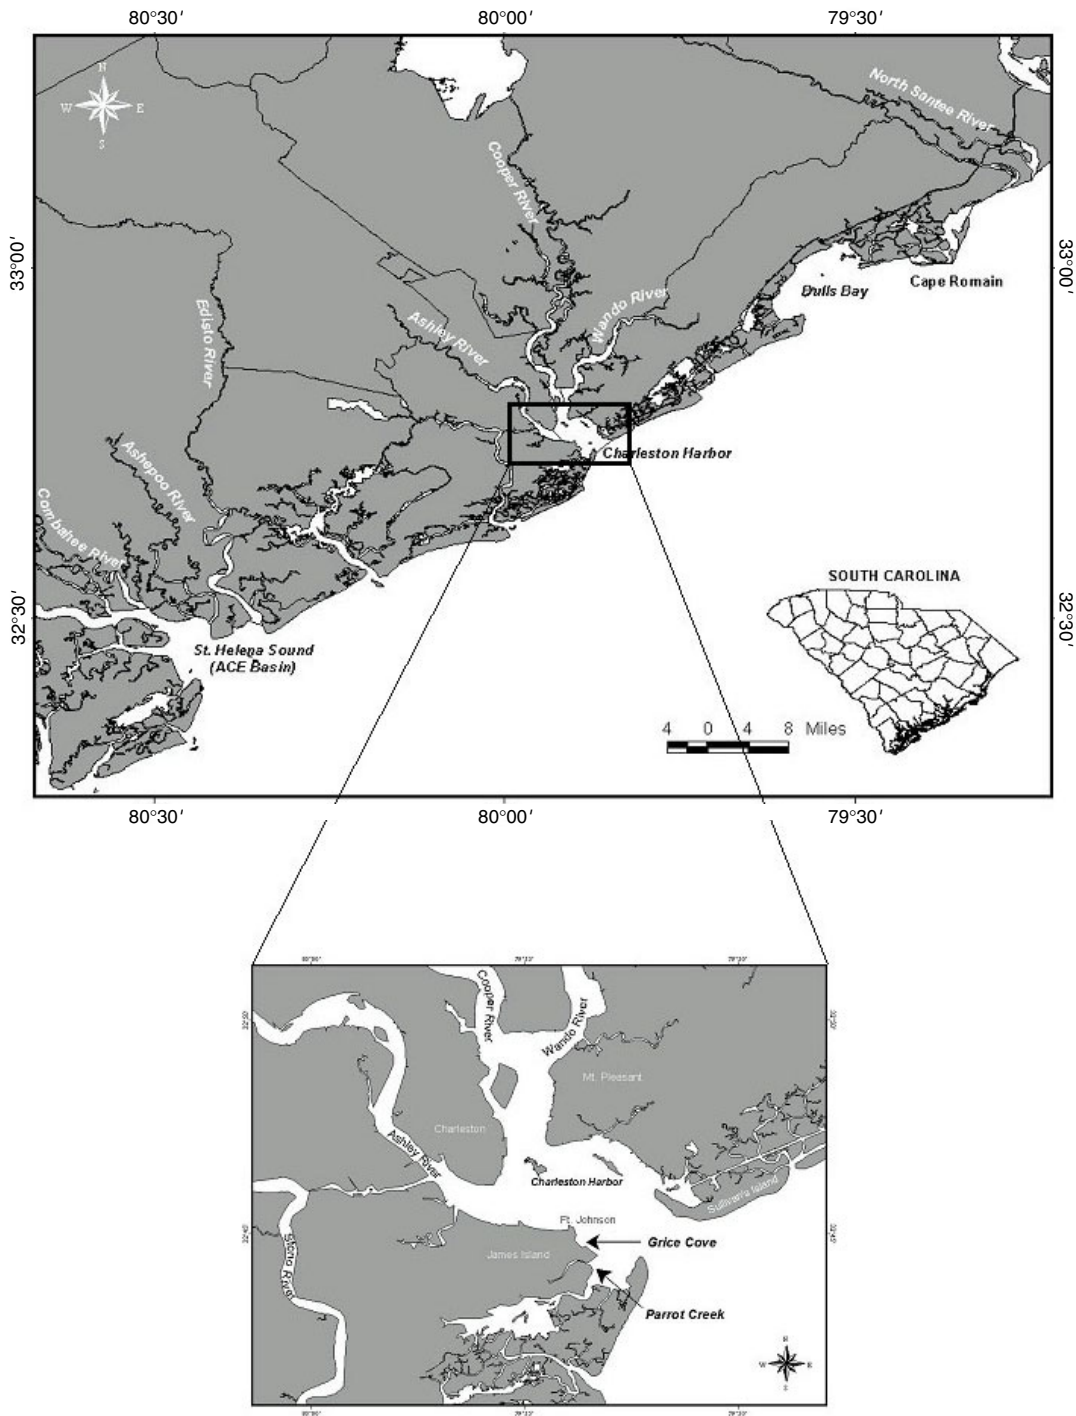 80°30′ 80°00′ 79°30′
N
W E
S
North Santee River
Cooper River
33°00′
33°00′
Cape Romain
Bulls Bay
Wando River
Edisto River
Ashley River
Charleston Harbor
Ashepoo River
Combahee River
SOUTH CAROLINA
32°30′
32°30′
St. Helena Sound
(ACE Basin)
4 0 4 8 Miles
80°30′ 80°00′ 79°30′
Cooper River
Wando River
Mt. Pleasant
Charleston
Ashley River
Charleston Harbor
Sullivan's Island
Ft. Johnson
Grice Cove
James Island
Stono River
Parrot Creek
W E